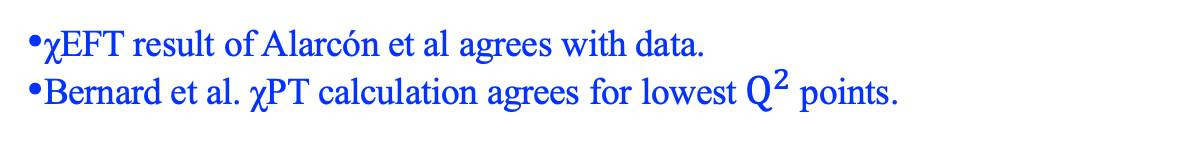 •χEFT result of Alarcón et al agrees with data.
•Bernard et al. χPT calculation agrees for lowest Q² points.